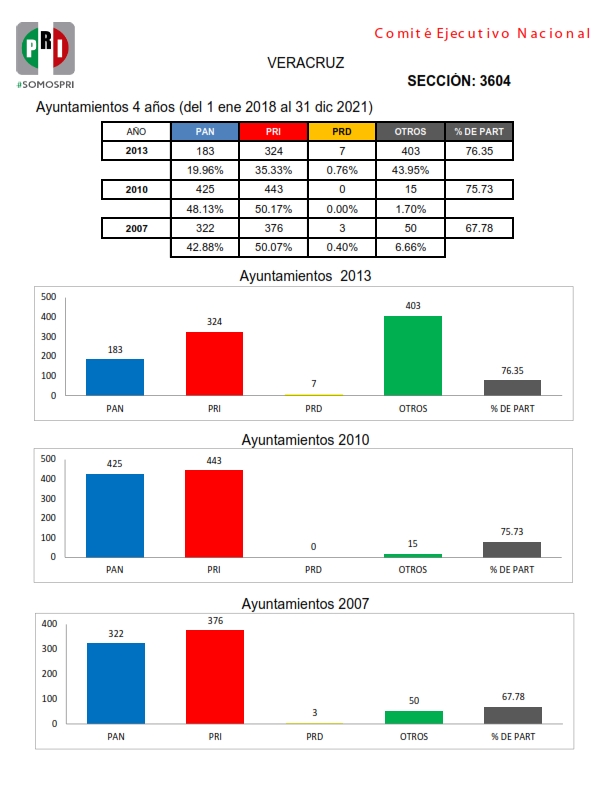 Comité Ejecutivo Nacional
PRI
#SOMOSPRI
VERACRUZ
SECCIÒN: 3604
Ayuntamientos 4 años (del 1 ene 2018 al 31 dic 2021)
AÑO PAN PRI PRD OTROS % DE PART
2013 183 324 7 403 76.35
19.96% 35.33% 0.76% 43.95%
2010 425 443 0 15 75.73
48.13% 50.17% 0.00% 1.70%
2007 322 376 3 50 67.78
42.88% 50.07% 0.40% 6.66%
Ayuntamientos 2013
500
400
300
200
100
0
183 324 7 403 76.35
PAN PRI PRD OTROS % DE PART
Ayuntamientos 2010
500
400
300
200
100
0
425 443 0 15 75.73
PAN PRI PRD OTROS % DE PART
Ayuntamientos 2007
400
300
200
100
0
322 376 3 50 67.78
PAN PRI PRD OTROS % DE PART